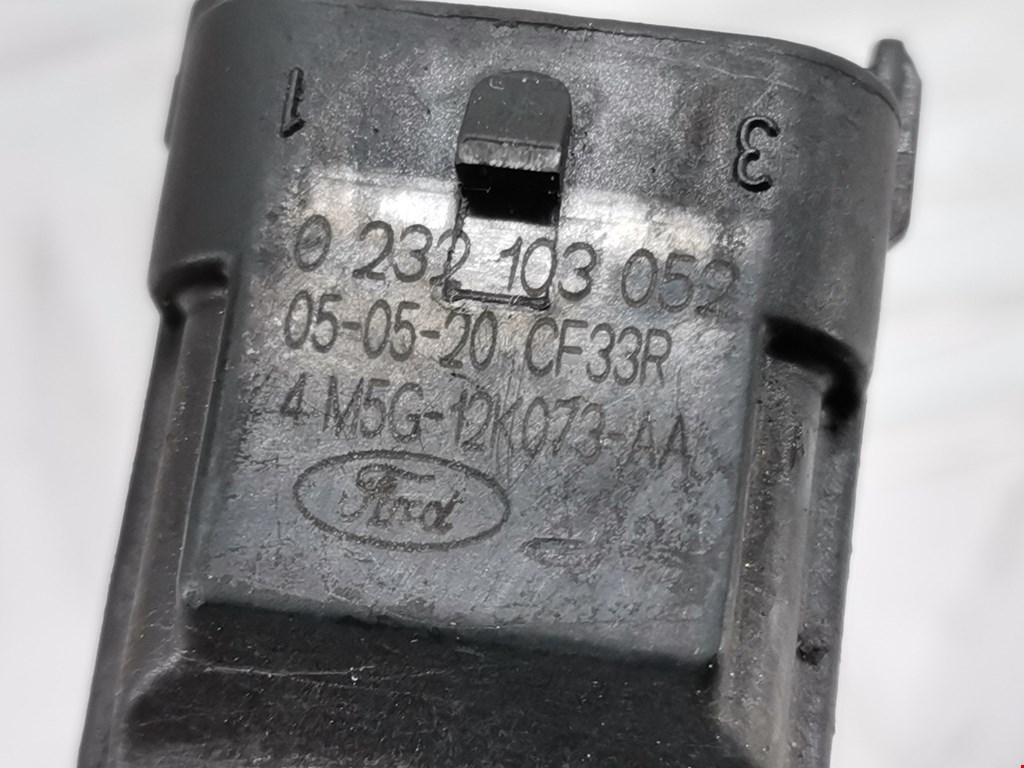 1 3
0 232 103 052
05-05-20 CF33R
4M5G-12K073-AA
Ford